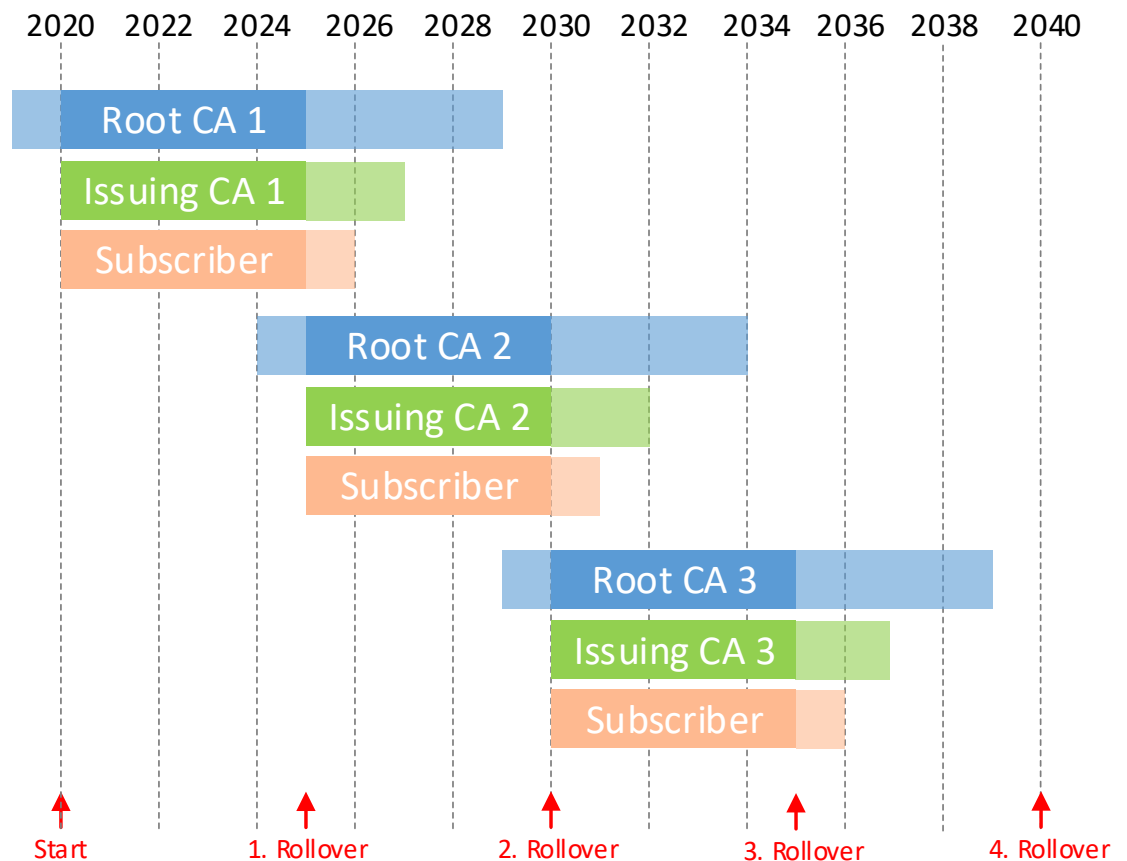 2020 2022 2024 2026 2028 2030 2032 2034 2036 2038 2040
Root CA 1
Issuing CA 1
Subscriber
Root CA 2
Issuing CA 2
Subscriber
Root CA 3
Issuing CA 3
Subscriber
Start 1. Rollover 2. Rollover 3. Rollover 4. Rollover